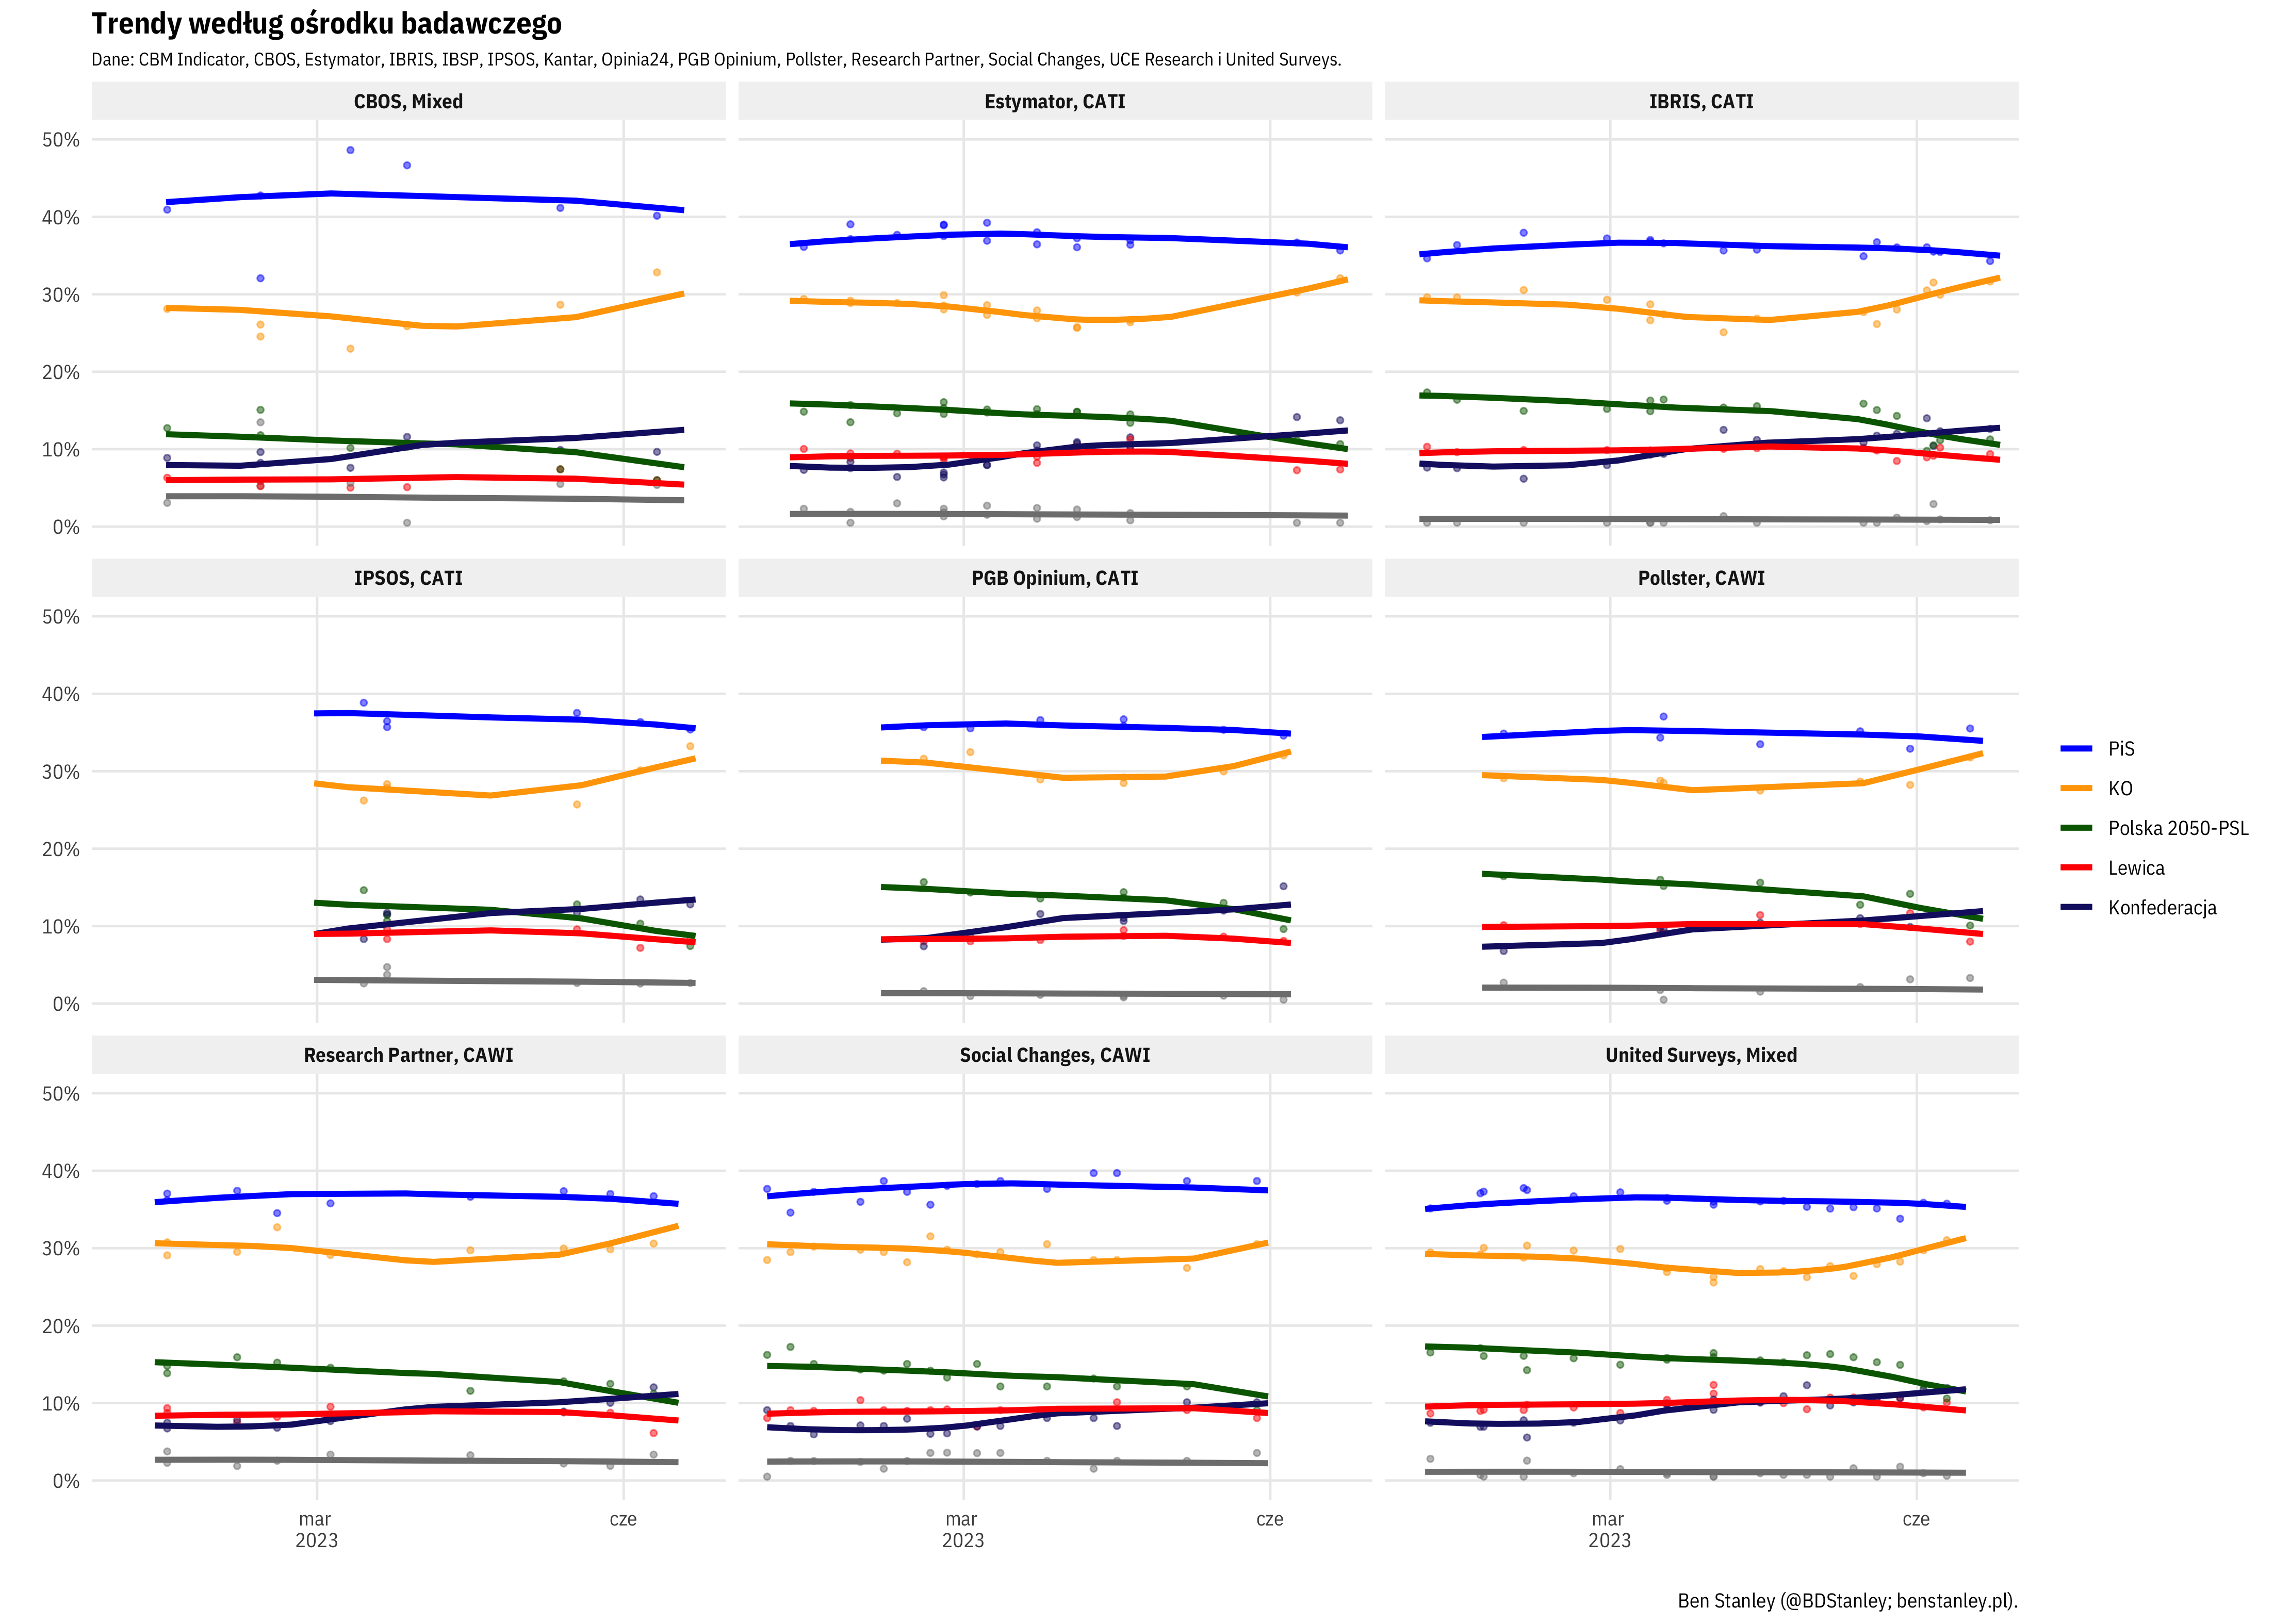 Trendy według ośrodku badawczego
Dane: CBM Indicator, CBOS, Estymator, IBRIS, IBSP, IPSOS, Kantar, Opinia24, PGB Opinium, Pollster, Research Partner, Social Changes, UCE Research i United Surveys.
CBOS, Mixed
Estymator, CATI
IBRIS, CATI
50%
40%
30%
20%
10%
0%
IPSOS, CATI
PGB Opinium, CATI
Pollster, CAWI
50%
40%
30%
20%
10%
0%
Research Partner, CAWI
Social Changes, CAWI
United Surveys, Mixed
50%
40%
30%
20%
10%
0%
mar
2023
cze
mar
2023
cze
mar
2023
cze
PiS
KO
Polska 2050-PSL
Lewica
Konfederacja
Ben Stanley (@BDStanley; benstanley.pl).